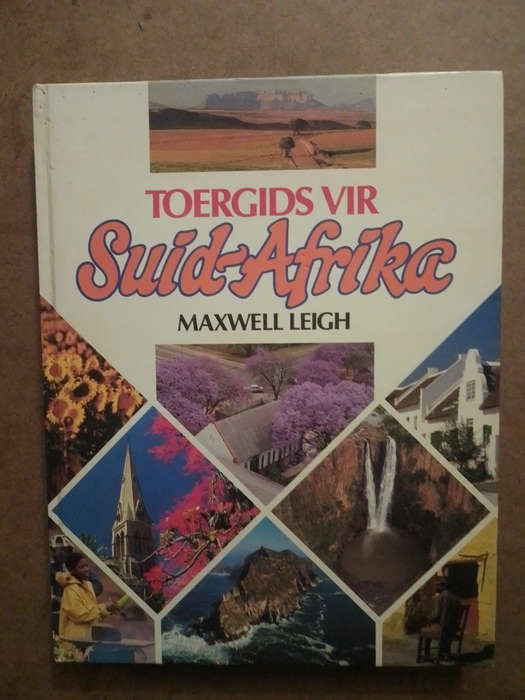 TOERGIDS VIR
Suid-Afrika
MAXWELL LEIGH